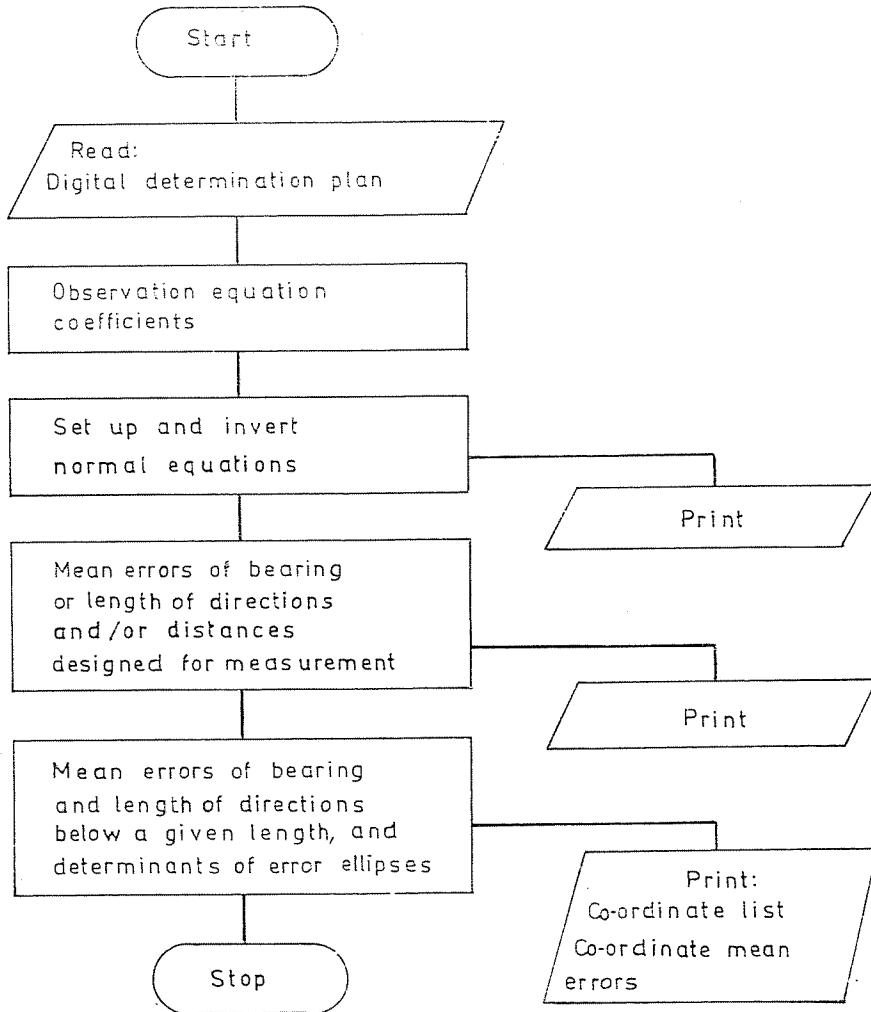 Start
Read:
Digital determination plan
Observation equation
coefficients
Set up and invert
normal equations
Print
Mean errors of bearing
or length of directions
and/or distances
designed for measurement
Print
Mean errors of bearing
and length of directions
below a given length, and
determinants of error ellipses
Print:
Co-ordinate list
Co-ordinate mean
errors
Stop